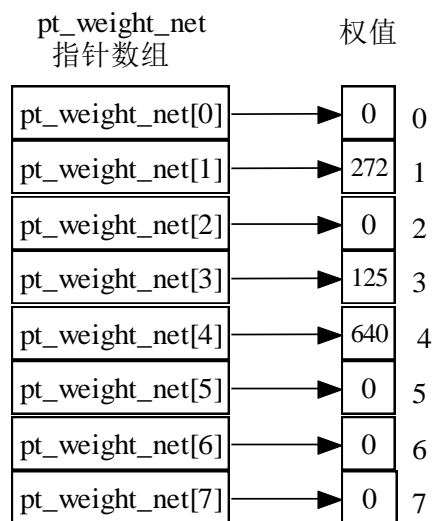 pt_weight_net 权值
指针数组
pt_weight_net[0] 0 0
pt_weight_net[1] 272 1
pt_weight_net[2] 0 2
pt_weight_net[3] 125 3
pt_weight_net[4] 640 4
pt_weight_net[5] 0 5
pt_weight_net[6] 0 6
pt_weight_net[7] 0 7